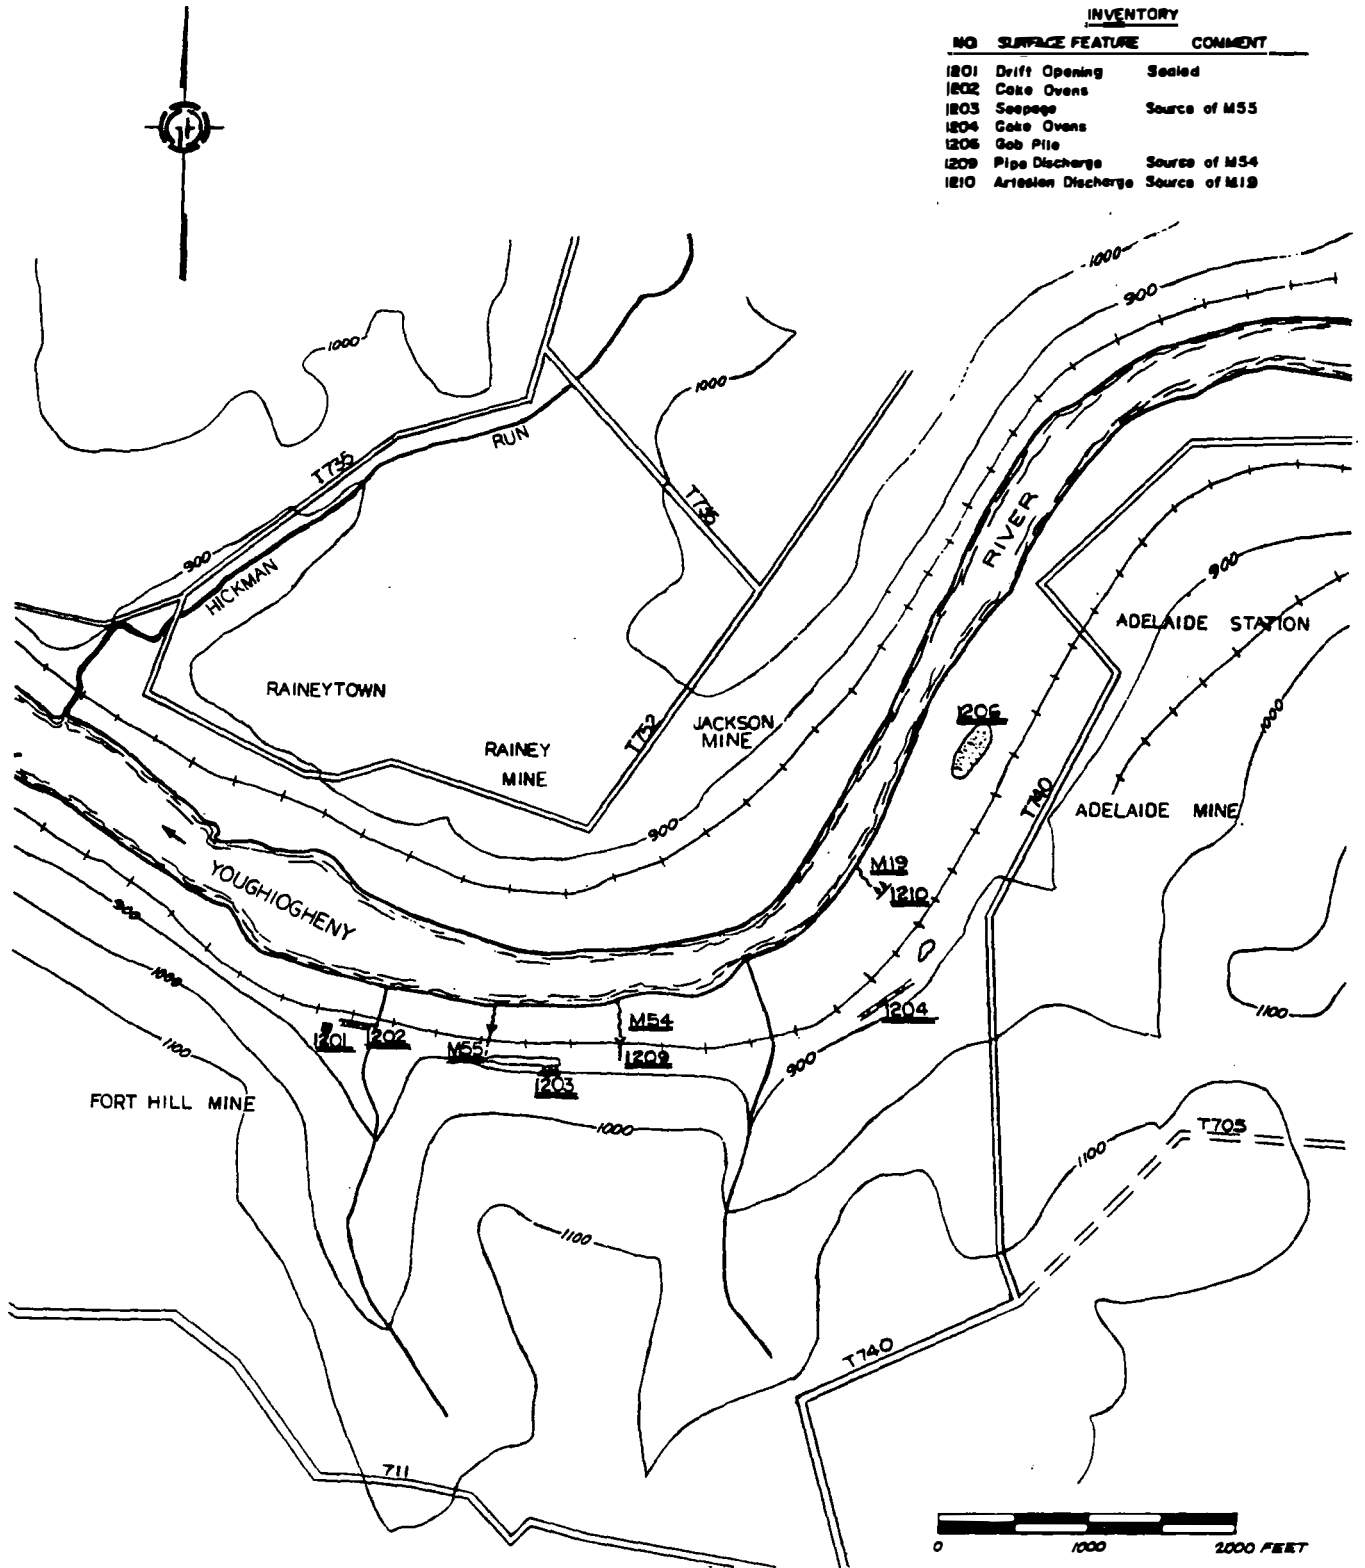 INVENTORY
NO SURFACE FEATURE COMMENT
1201 Drift Opening Sealed
1202 Coke Ovens
1203 Seepage Source of M55
1204 Coke Ovens
1206 Gob Pile
1209 Pipe Discharge Source of M54
1210 Artesian Discharge Source of M19
1000
900
1000
1000
RUN
T735
T735
RIVER
900
HICKMAN
900
ADELAIDE STATION
RAINEYTOWN
1206
JACKSON
MINE
T752
1000
RAINEY
MINE
T740
ADELAIDE MINE
900
YOUGHIOGHENY
M19
1210
900
1000
1204
1100
M54
1201
1202
M55
1209
1203
900
1100
FORT HILL MINE
1000
T705
1100
1100
T740
711
0 1000 2000 FEET